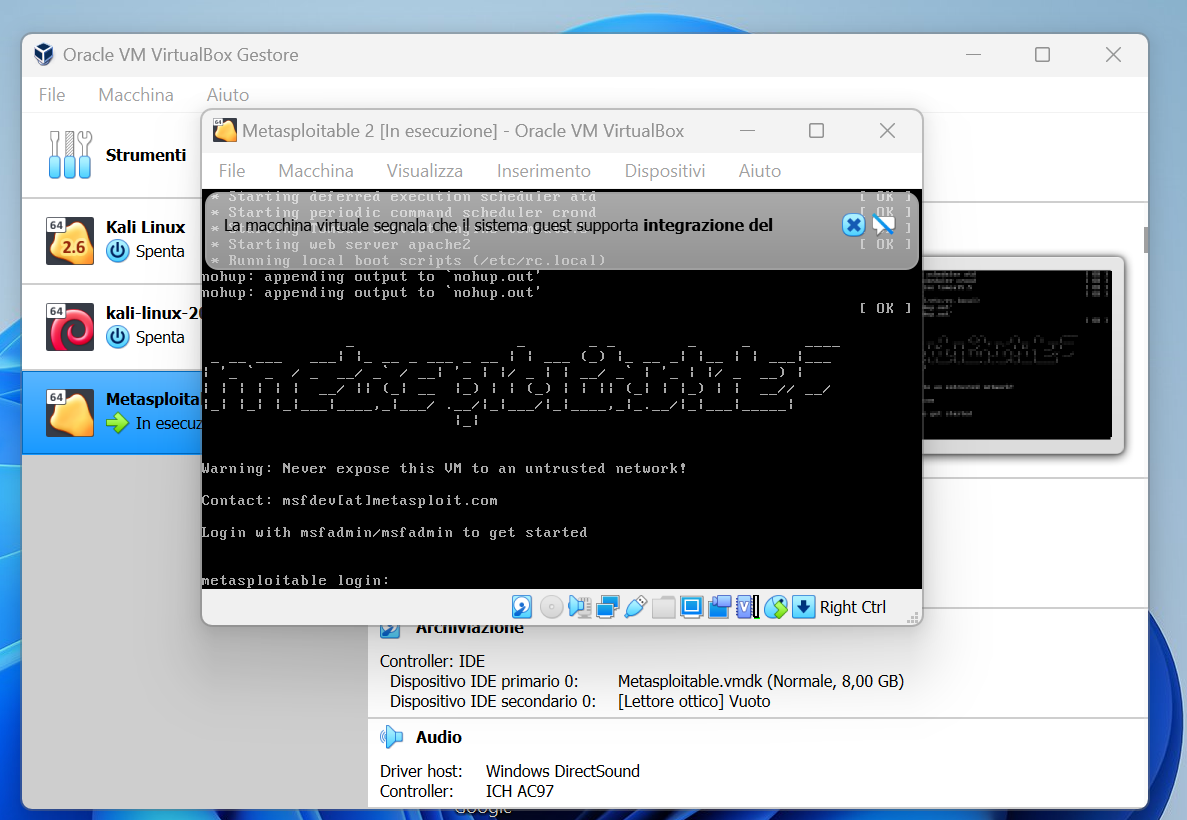 Oracle VM VirtualBox Gestore
File Macchina Aiuto
Strumenti
64
2.6
Kali Linux
Spenta
64
kali-linux-20
Spenta
64
Metasploita
In esecuz
64
Metasploitable 2 [In esecuzione] - Oracle VM VirtualBox
File Macchina Visualizza Inserimento Dispositivi Aiuto
* Starting deferred execution scheduler atd [ OK ]
* Starting periodic command scheduler crond [ OK ]
La macchina virtuale segnala che il sistema guest supporta integrazione del
* Starting web server apache2 [ OK ]
* Running local boot scripts (/etc/rc.local)
nohup: appending output to `nohup.out'
nohup: appending output to `nohup.out'
[ OK ]
metasploitable2
Warning: Never expose this VM to an untrusted network!
Contact: msfdev[at]metasploit.com
Login with msfadmin/msfadmin to get started
metasploitable login:
Right Ctrl
Archiviazione
Controller: IDE
Dispositivo IDE primario 0: Metasploitable.vmdk (Normale, 8,00 GB)
Dispositivo IDE secondario 0: [Lettore ottico] Vuoto
Audio
Driver host: Windows DirectSound
Controller: ICH AC97
Google